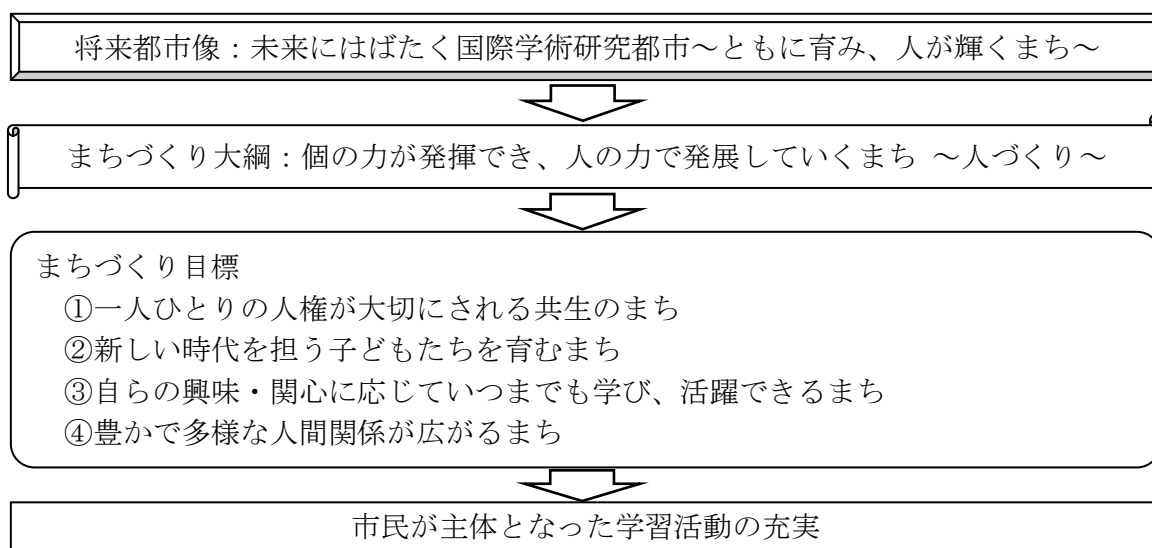 将来都市像：未来にはばたく国際学術研究都市～ともに育み、人が輝くまち～
まちづくり大綱：個の力が発揮でき、人の力で発展していくまち ～人づくり～
まちづくり目標
①一人ひとりの人権が大切にされる共生のまち
②新しい時代を担う子どもたちを育むまち
③自らの興味・関心に応じていつまでも学び、活躍できるまち
④豊かで多様な人間関係が広がるまち
市民が主体となった学習活動の充実